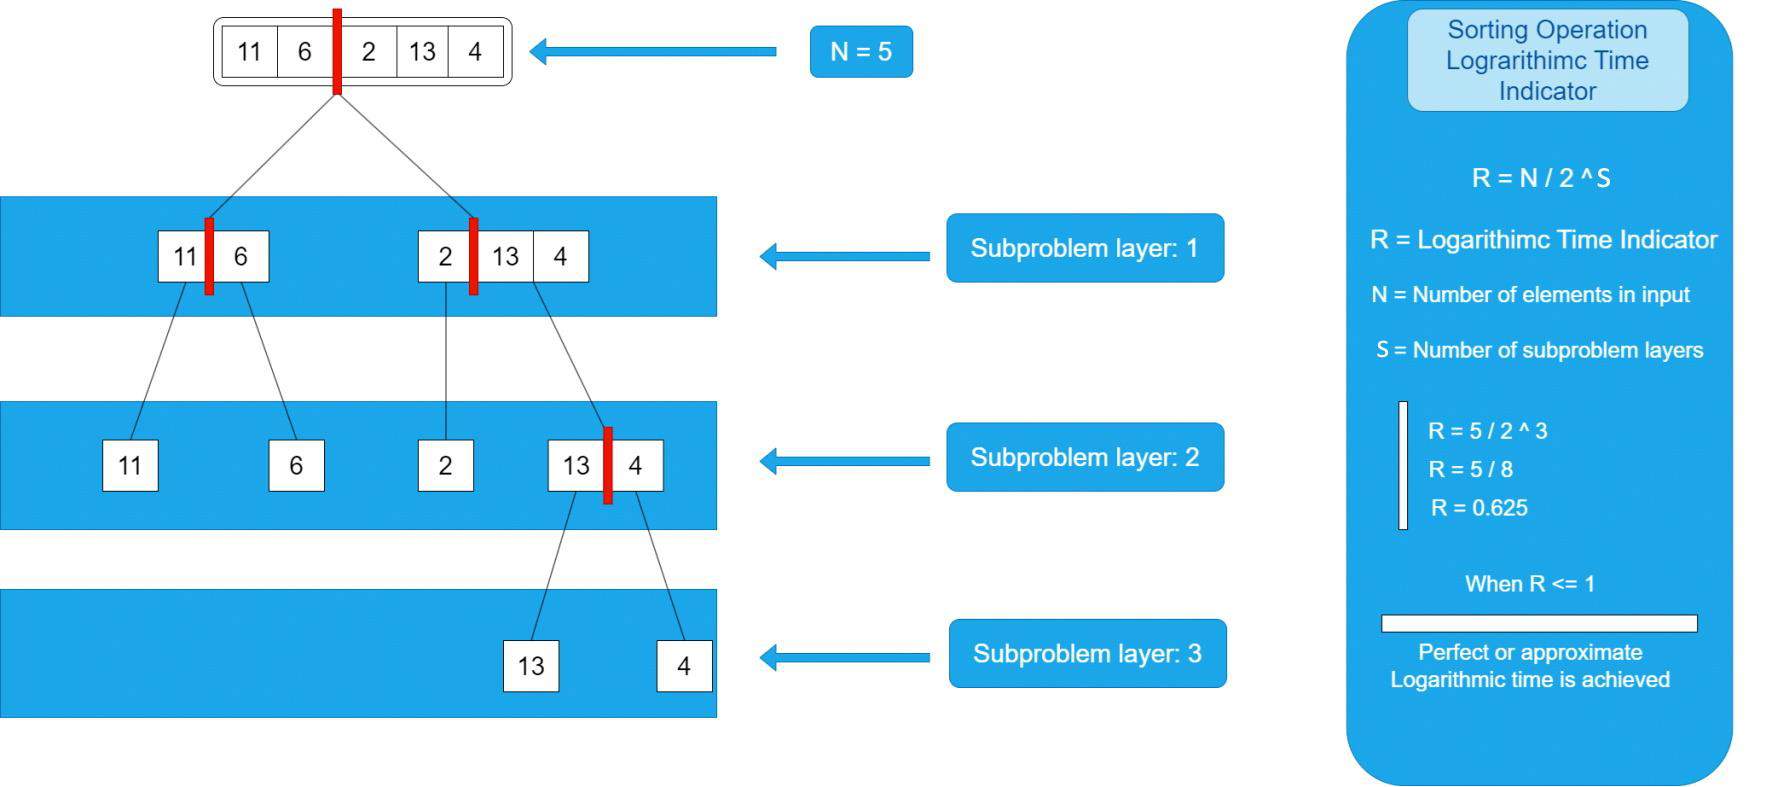 11 6 2 13 4
N = 5
11 6 2 13 4
Subproblem layer: 1
11 6 2 13 4
Subproblem layer: 2
13 4
Subproblem layer: 3
Sorting Operation
Lograrithimc Time
Indicator
R = N / 2 ^ S
R = Logarithimc Time Indicator
N = Number of elements in input
S = Number of subproblem layers
R = 5 / 2 ^ 3
R = 5 / 8
R = 0.625
When R <= 1
Perfect or approximate
Logarithmic time is achieved